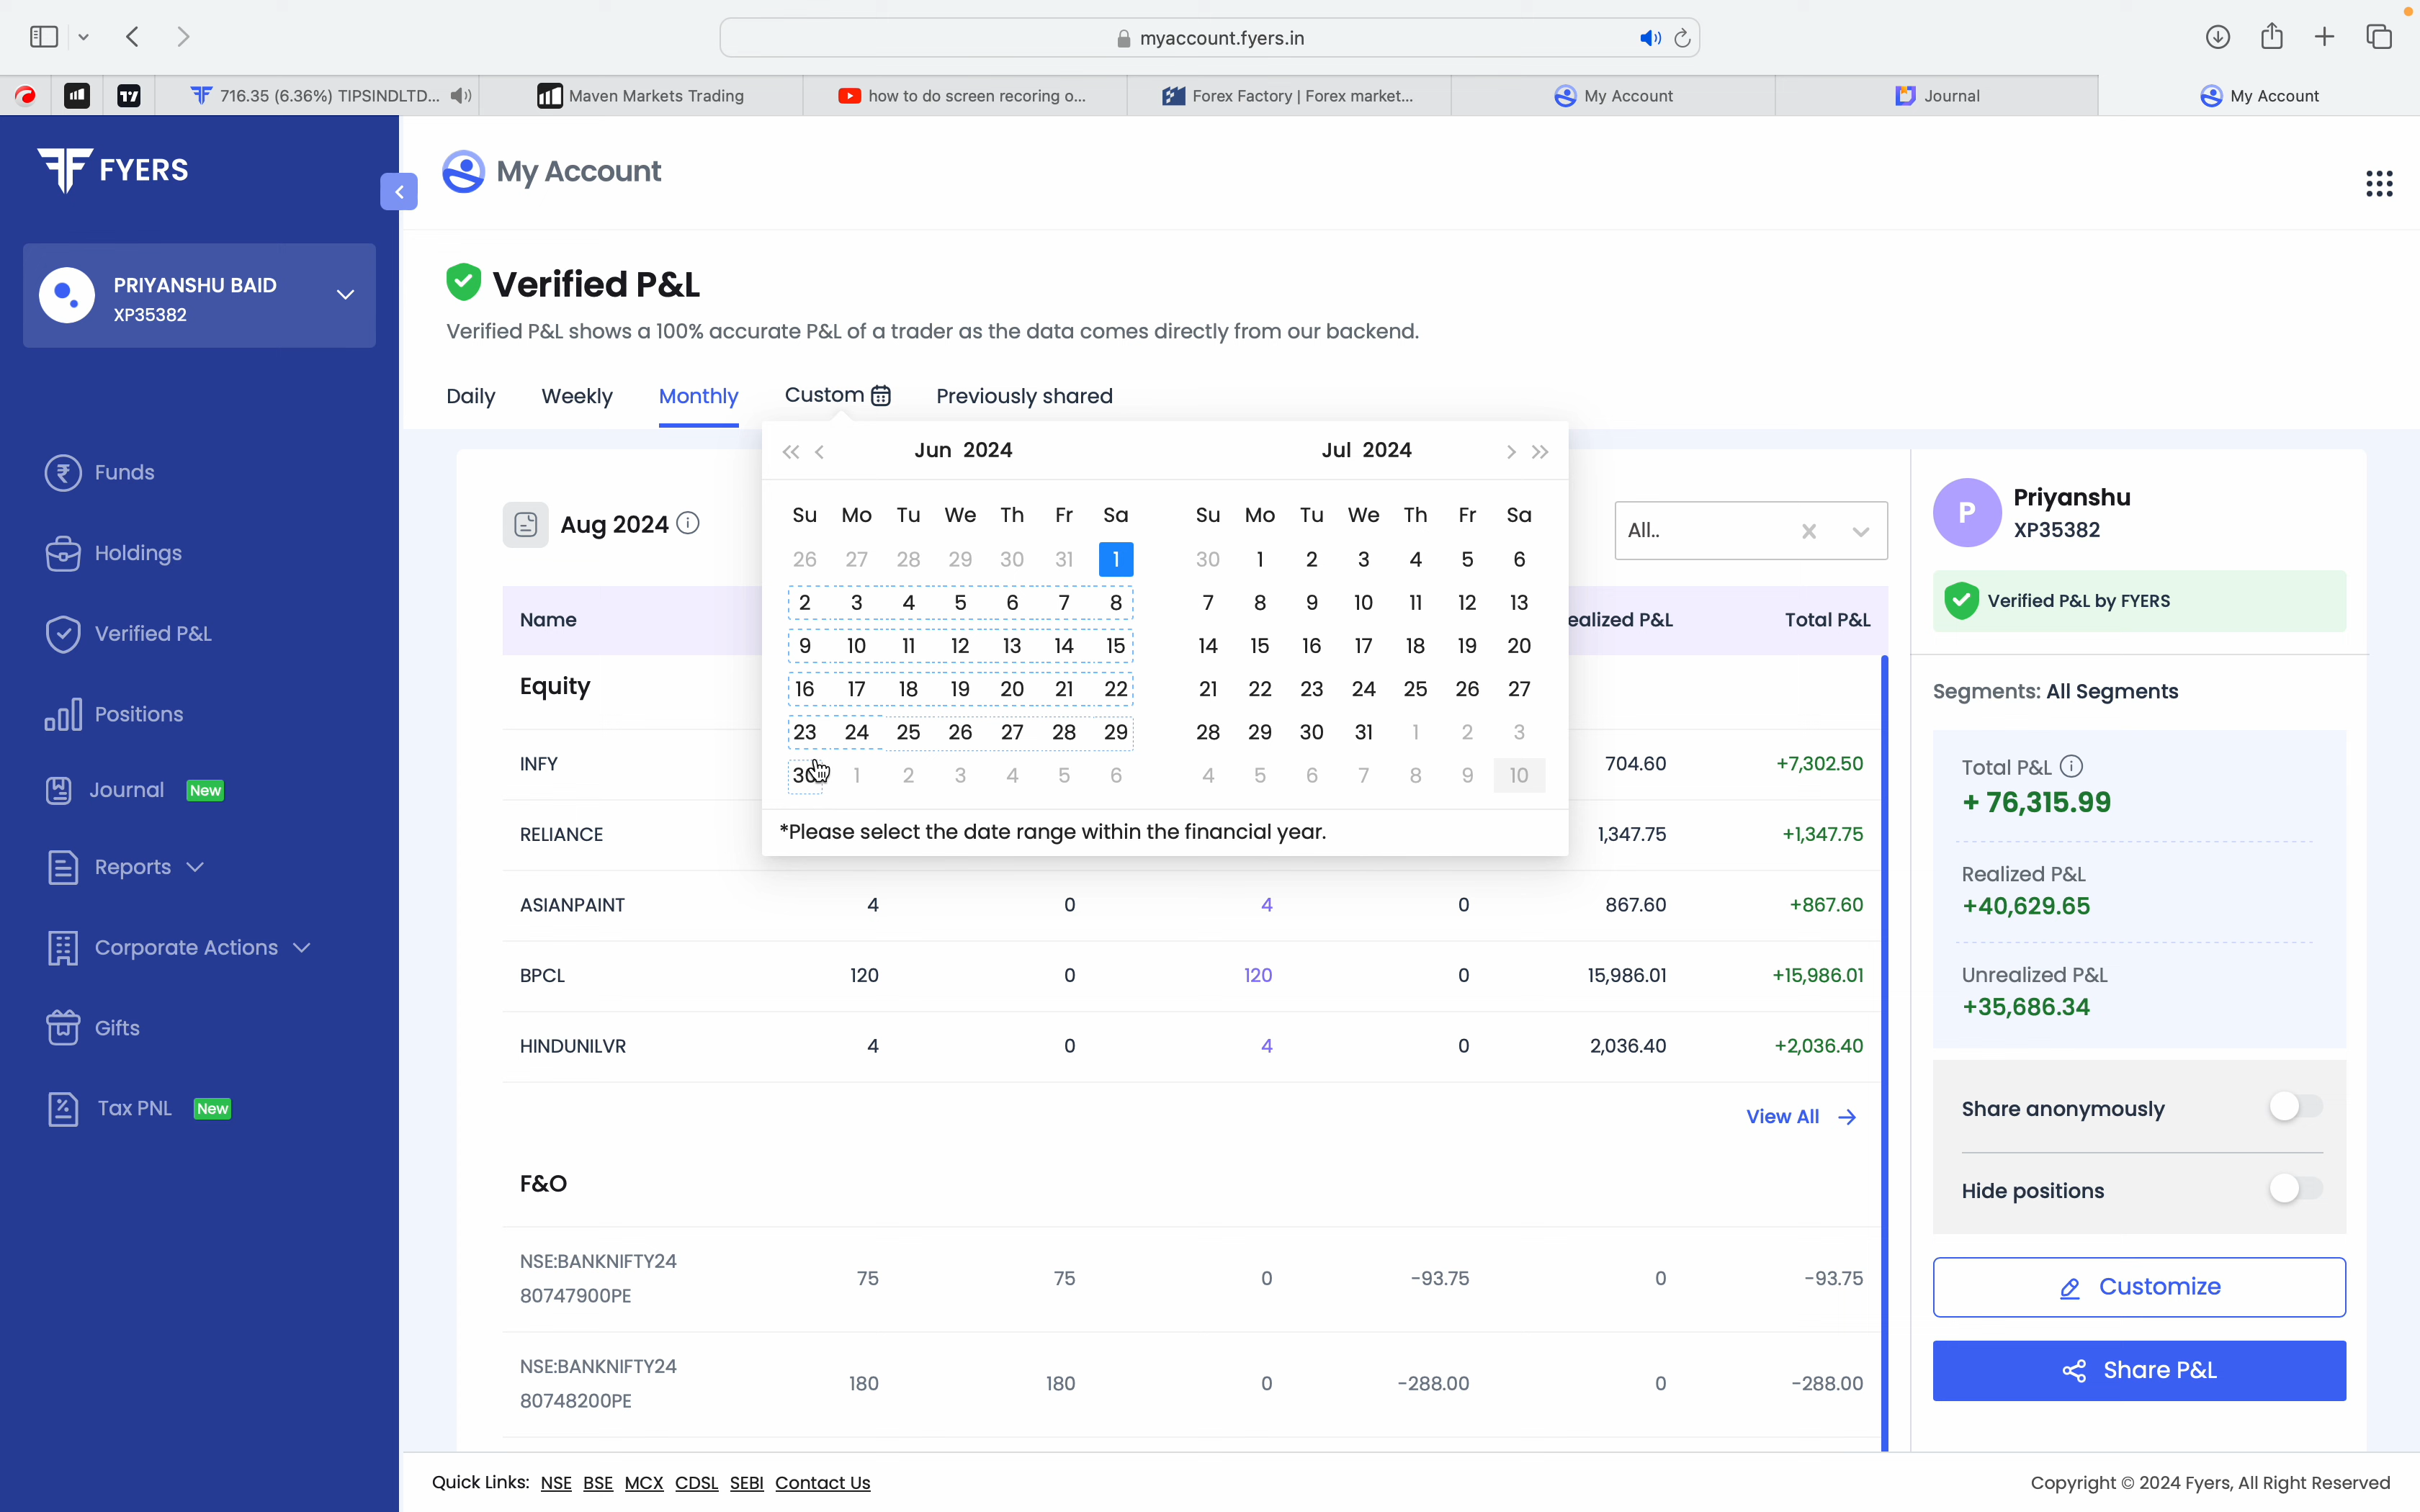 myaccount.fyers.in
716.35 (6.36%) TIPSINDLTD...
Maven Markets Trading
how to do screen recoring o...
Forex Factory | Forex market...
My Account
Journal
My Account
FYERS
PRIYANSHU BAID
XP35382
Funds
Holdings
Verified P&L
Positions
Journal New
Reports
Corporate Actions
Gifts
Tax PNL New
My Account
Verified P&L
Verified P&L shows a 100% accurate P&L of a trader as the data comes directly from our backend.
Daily Weekly Monthly Custom Previously shared
Jun 2024 Jul 2024
Su Mo Tu We Th Fr Sa Su Mo Tu We Th Fr Sa
26 27 28 29 30 31 1 30 1 2 3 4 5 6
2 3 4 5 6 7 8 7 8 9 10 11 12 13
9 10 11 12 13 14 15 14 15 16 17 18 19 20
16 17 18 19 20 21 22 21 22 23 24 25 26 27
23 24 25 26 27 28 29 28 29 30 31 1 2 3
30 1 2 3 4 5 6 4 5 6 7 8 9 10
*Please select the date range within the financial year.
Aug 2024
All..
Name ealized P&L Total P&L
Equity
INFY 704.60 +7,302.50
RELIANCE 1,347.75 +1,347.75
ASIANPAINT 4 0 4 0 867.60 +867.60
BPCL 120 0 120 0 15,986.01 +15,986.01
HINDUNILVR 4 0 4 0 2,036.40 +2,036.40
View All
F&O
NSE:BANKNIFTY24
80747900PE 75 75 0 -93.75 0 -93.75
NSE:BANKNIFTY24
80748200PE 180 180 0 -288.00 0 -288.00
P
Priyanshu
XP35382
Verified P&L by FYERS
Segments: All Segments
Total P&L
+ 76,315.99
Realized P&L
+40,629.65
Unrealized P&L
+35,686.34
Share anonymously
Hide positions
Customize
Share P&L
Quick Links: NSE BSE MCX CDSL SEBI Contact Us
Copyright © 2024 Fyers, All Right Reserved